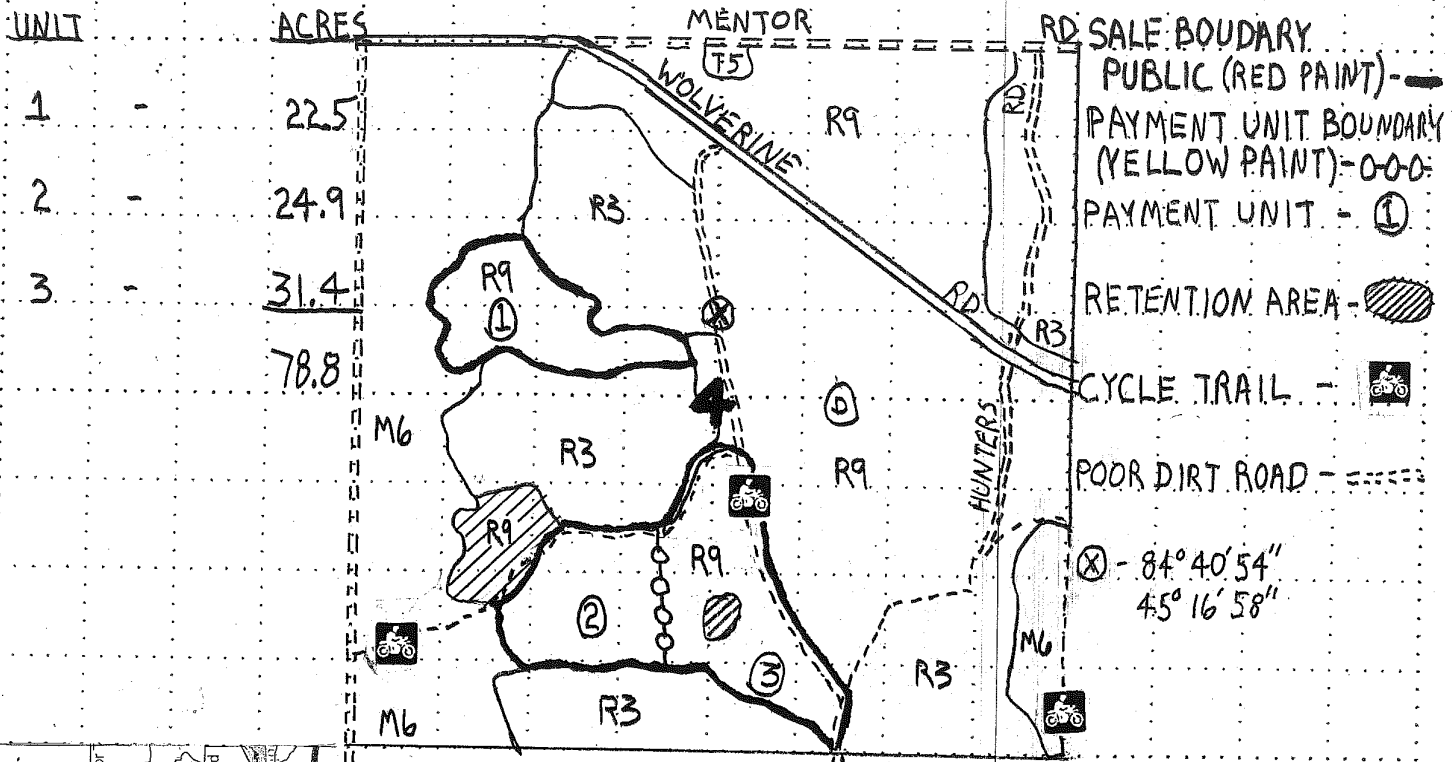 UNIT ACRES
1 - 22.5
2 - 24.9
3 - 31.4
78.8
MENTOR RD
F5
WOLVERINE RD
R9
RD
R3
R9
1
R3
4
D
M6
R3
R9
HUNTERS
R9
R9
2
3
M6
R3
R3
M6
SALE BOUDARY
PUBLIC (RED PAINT) -
PAYMENT UNIT BOUNDARY
(YELLOW PAINT) - O-O-O-
PAYMENT UNIT - 1
RETENTION AREA -
CYCLE TRAIL -
POOR DIRT ROAD -
X - 84° 40' 54"
45° 16' 58"